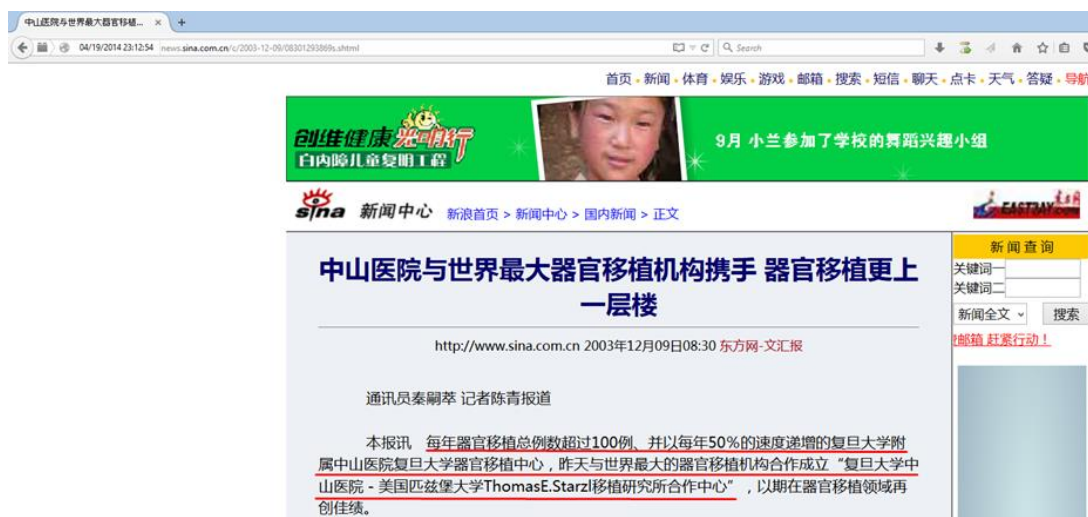 中山医院与世界最大器官移植... × +
04/19/2014 23:12:54 news.sina.com.cn/c/2003-12-09/08301293869s.shtml Search
首页 - 新闻 - 体育 - 娱乐 - 游戏 - 邮箱 - 搜索 - 短信 - 聊天 - 点卡 - 天气 - 答疑 - 导航
创维健康光明行
白内障儿童复明工程
9月 小兰参加了学校的舞蹈兴趣小组
sina 新闻中心 新浪首页 > 新闻中心 > 国内新闻 > 正文
EASTDAY.COM
新闻查询
关键词一
关键词二
新闻全文 搜索
邮箱 赶紧行动！
中山医院与世界最大器官移植机构携手 器官移植更上
一层楼
http://www.sina.com.cn 2003年12月09日08:30 东方网-文汇报
通讯员秦嗣萃 记者陈青报道
本报讯 每年器官移植总例数超过100例、并以每年50％的速度递增的复旦大学附
属中山医院复旦大学器官移植中心，昨天与世界最大的器官移植机构合作成立“复旦大学中
山医院 - 美国匹兹堡大学ThomasE.Starzl移植研究所合作中心”，以期在器官移植领域再
创佳绩。